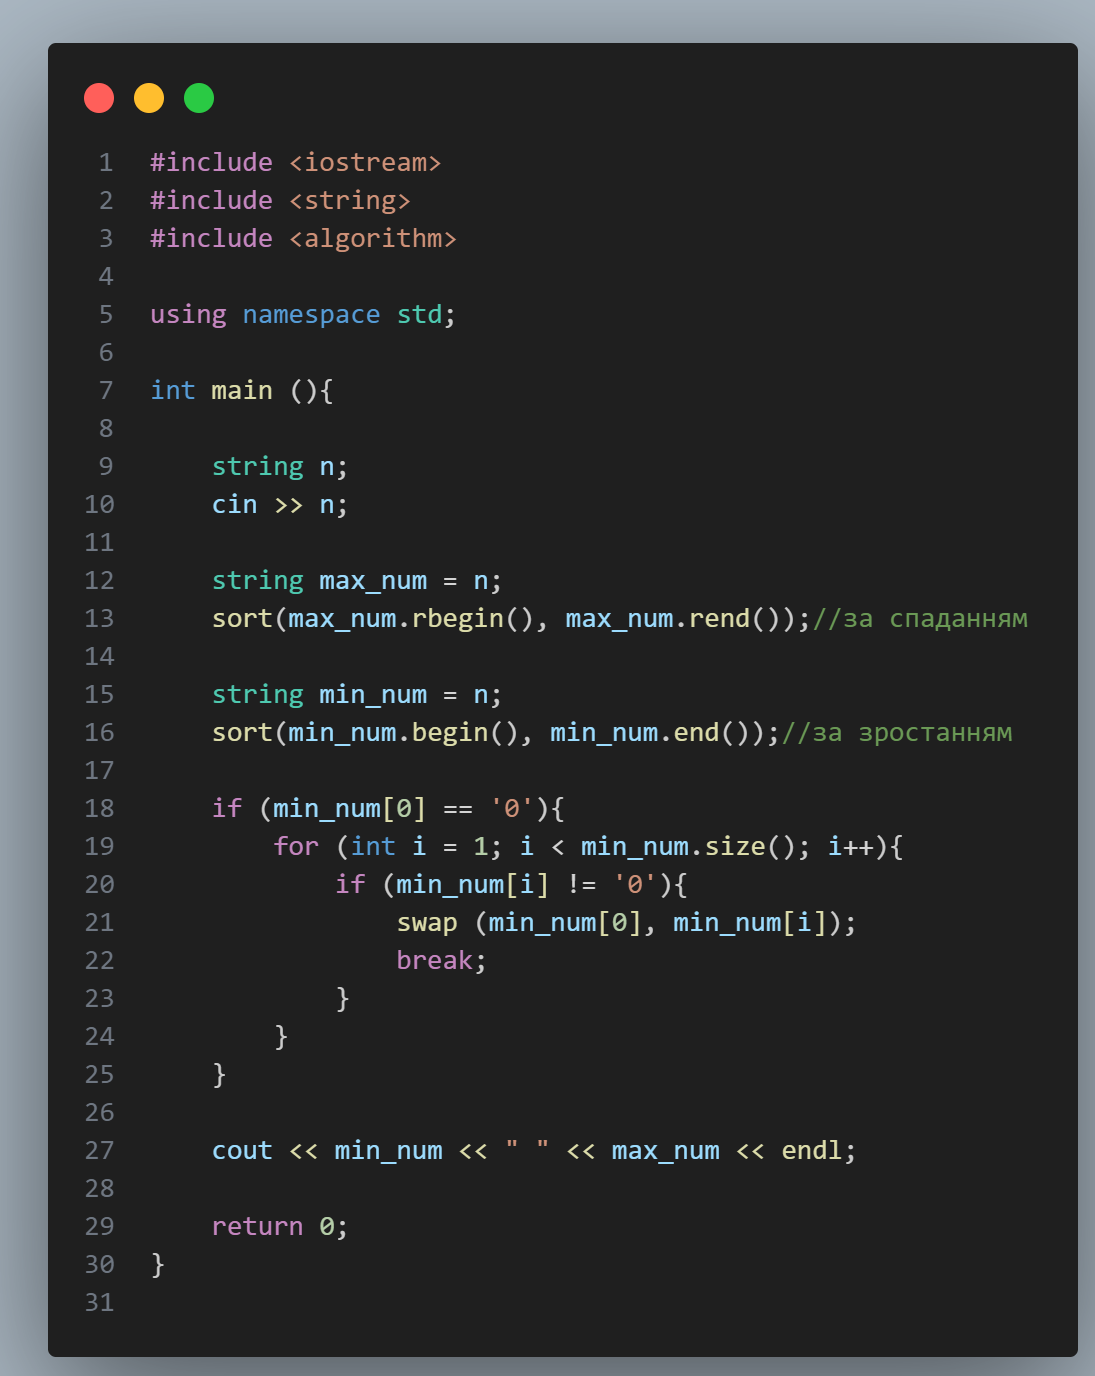 1 #include <iostream>
2 #include <string>
3 #include <algorithm>
4
5 using namespace std;
6
7 int main (){
8
9     string n;
10     cin >> n;
11
12     string max_num = n;
13     sort(max_num.rbegin(), max_num.rend());//за спаданням
14
15     string min_num = n;
16     sort(min_num.begin(), min_num.end());//за зростанням
17
18     if (min_num[0] == '0'){
19         for (int i = 1; i < min_num.size(); i++){
20             if (min_num[i] != '0'){
21                 swap (min_num[0], min_num[i]);
22                 break;
23             }
24         }
25     }
26
27     cout << min_num << " " << max_num << endl;
28
29     return 0;
30 }
31